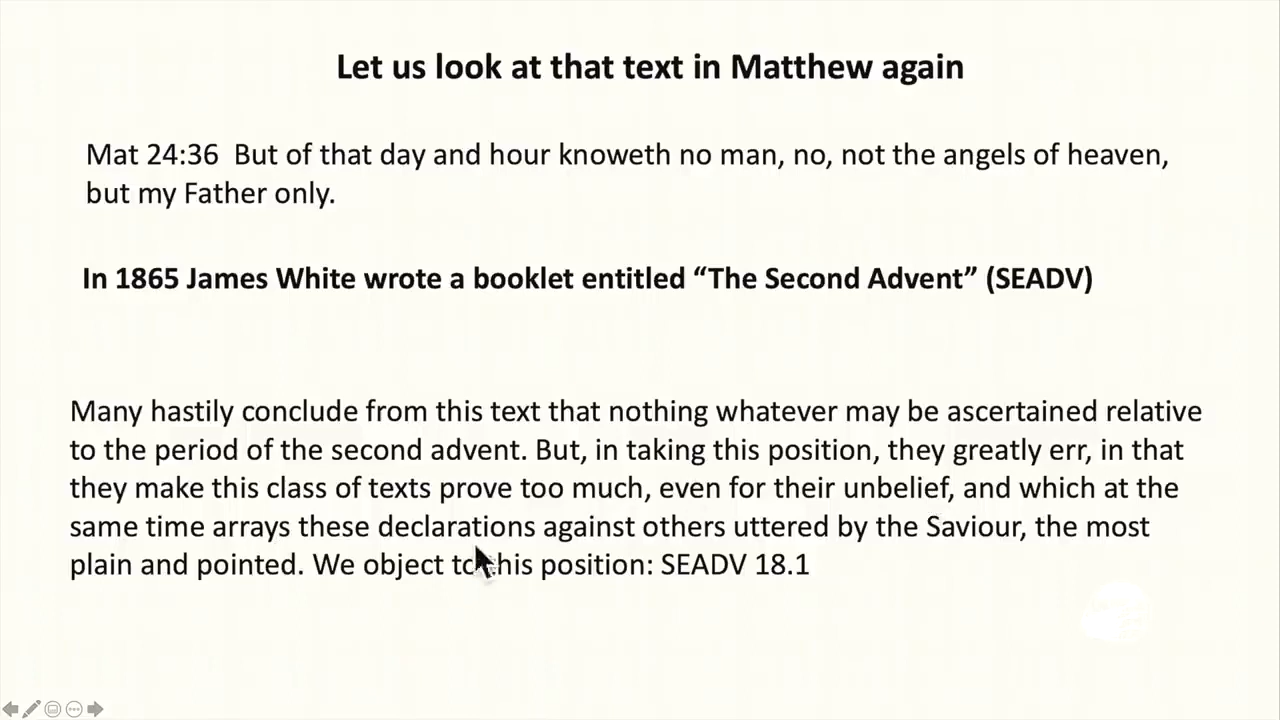 Let us look at that text in Matthew again
Mat 24:36  But of that day and hour knoweth no man, no, not the angels of heaven,
but my Father only.
In 1865 James White wrote a booklet entitled “The Second Advent” (SEADV)
Many hastily conclude from this text that nothing whatever may be ascertained relative
to the period of the second advent. But, in taking this position, they greatly err, in that
they make this class of texts prove too much, even for their unbelief, and which at the
same time arrays these declarations against others uttered by the Saviour, the most
plain and pointed. We object to this position: SEADV 18.1